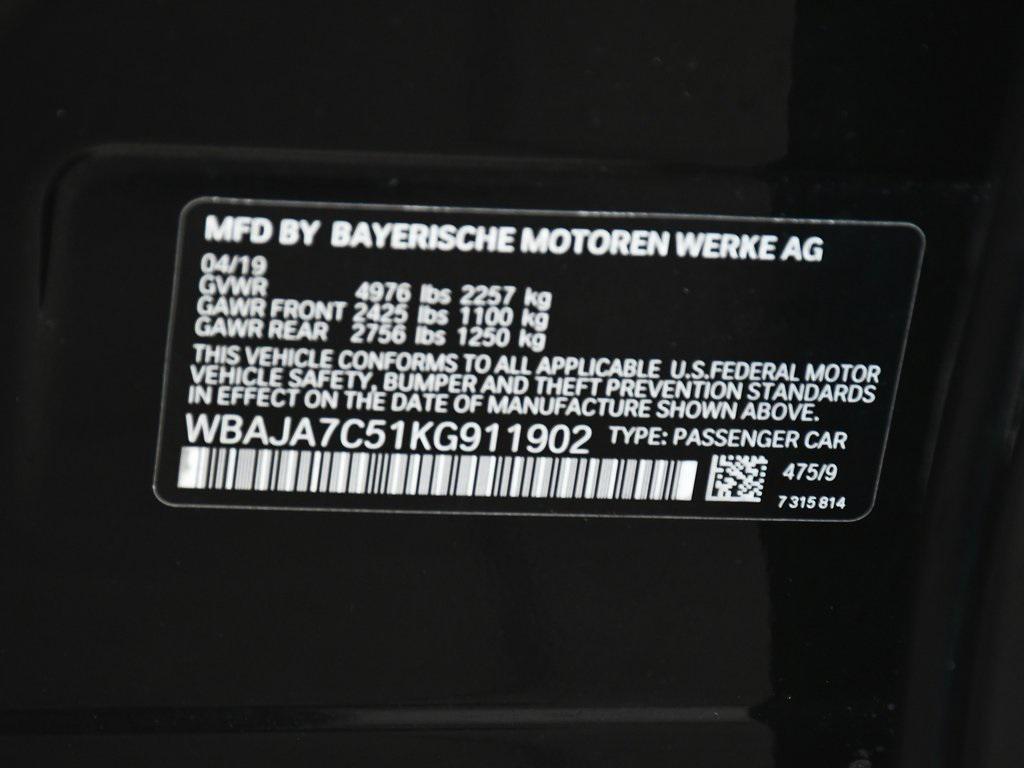 MFD BY BAYERISCHE MOTOREN WERKE AG
04/19
GVWR 4976 lbs 2257 kg
GAWR FRONT 2425 lbs 1100 kg
GAWR REAR 2756 lbs 1250 kg
THIS VEHICLE CONFORMS TO ALL APPLICABLE U.S.FEDERAL MOTOR
VEHICLE SAFETY, BUMPER AND THEFT PREVENTION STANDARDS
IN EFFECT ON THE DATE OF MANUFACTURE SHOWN ABOVE.
WBAJA7C51KG911902 TYPE: PASSENGER CAR
475/9
7 315 814